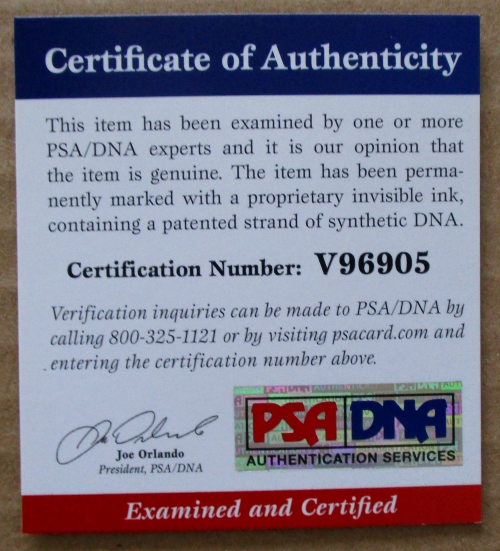 Certificate of Authenticity
This item has been examined by one or more
PSA/DNA experts and it is our opinion that
the item is genuine. The item has been perma-
nently marked with a proprietary invisible ink,
containing a patented strand of synthetic DNA.
Certification Number: V96905
Verification inquiries can be made to PSA/DNA by
calling 800-325-1121 or by visiting psacard.com and
entering the certification number above.
Joe Orlando
President, PSA/DNA
PSA DNA
AUTHENTICATION SERVICES
Examined and Certified